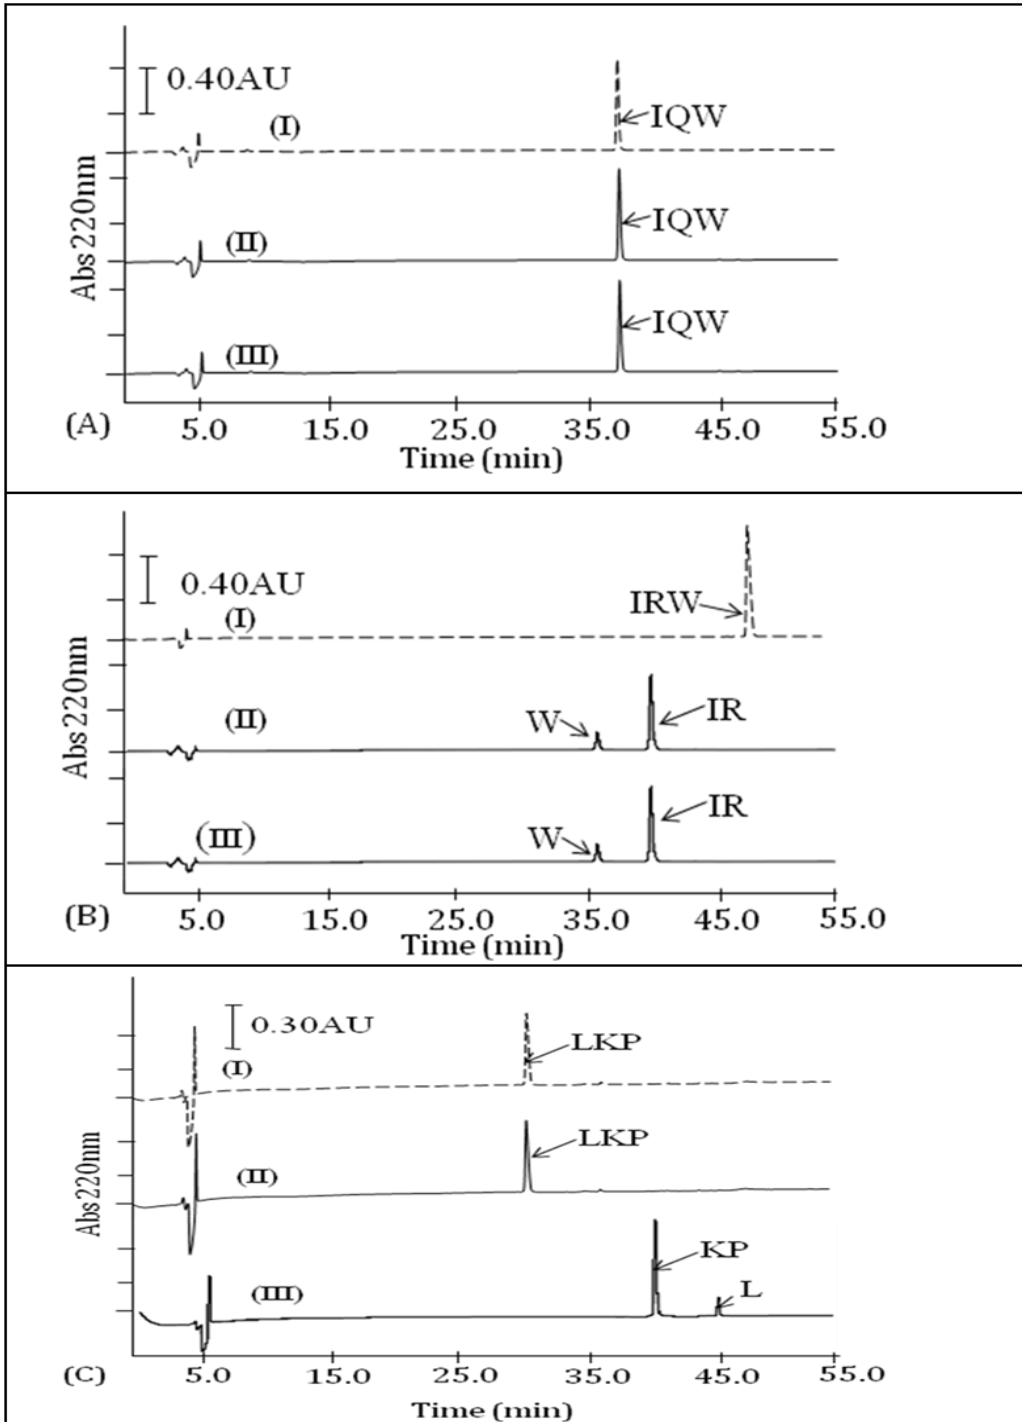 0.40AU
(I)
IQW
(II)
IQW
(III)
IQW
Abs 220nm
(A)
5.0 15.0 25.0 35.0 45.0 55.0
Time (min)
0.40AU
(I)
IRW
(II)
W
IR
(III)
W
IR
Abs 220nm
(B)
5.0 15.0 25.0 35.0 45.0 55.0
Time (min)
0.30AU
(I)
LKP
(II)
LKP
(III)
KP
L
Abs 220nm
(C)
5.0 15.0 25.0 35.0 45.0 55.0
Time (min)